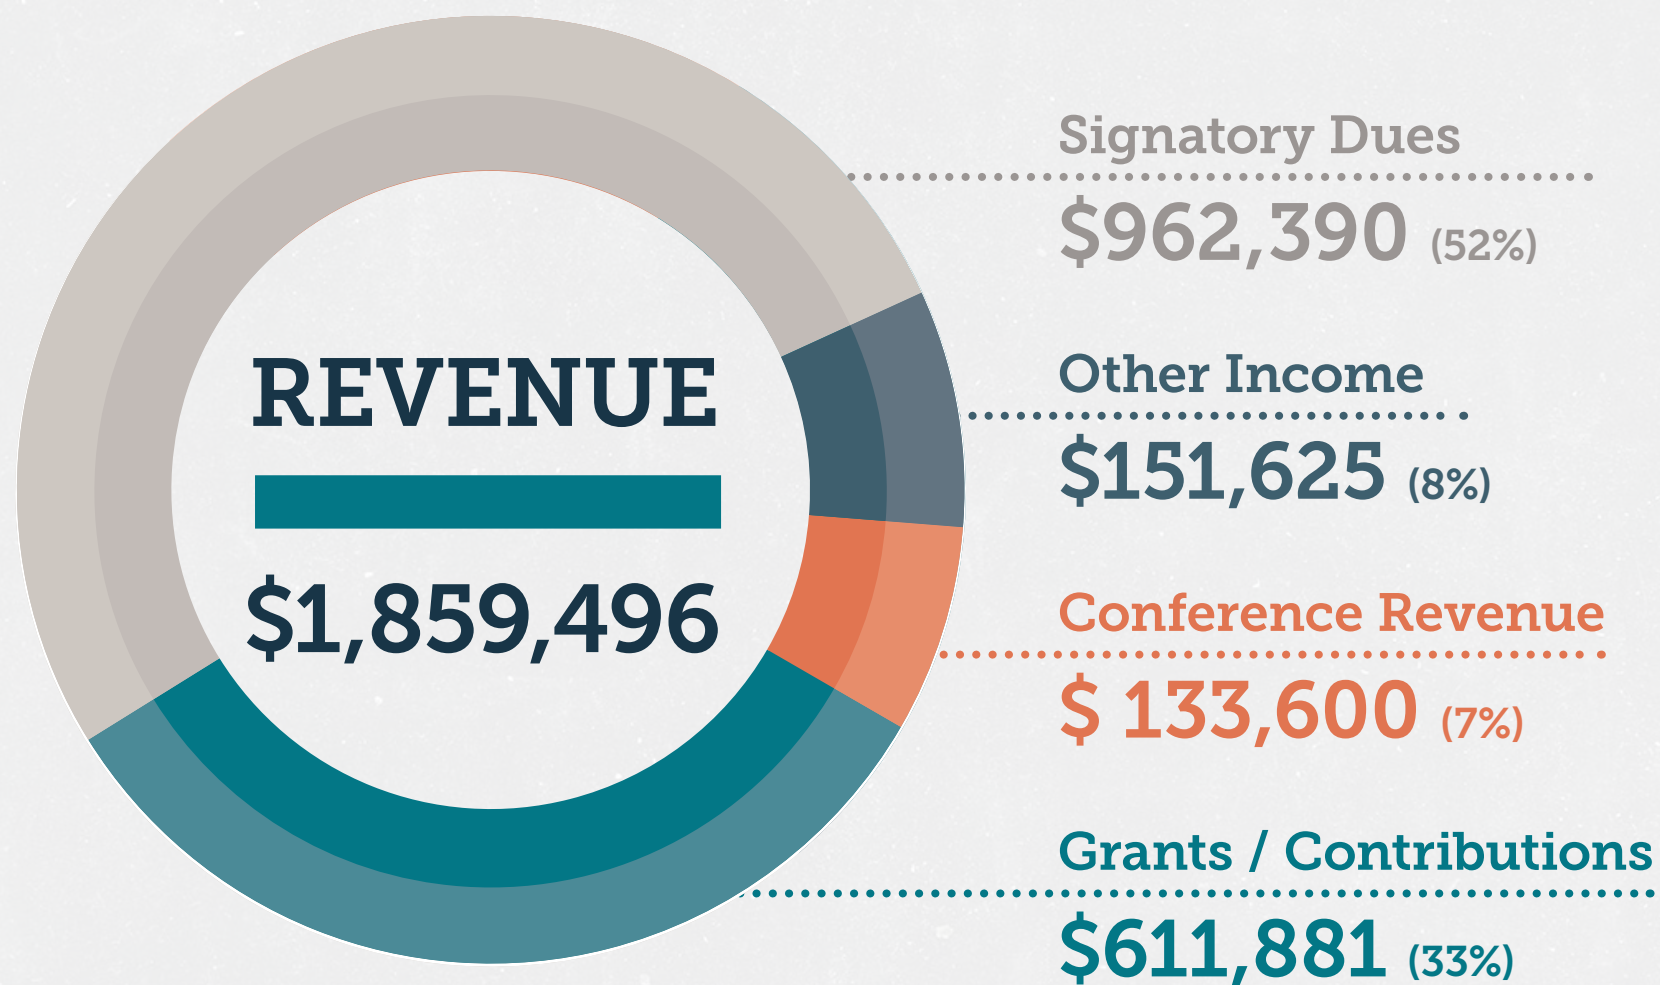 REVENUE
$1,859,496
Signatory Dues
$962,390 (52%)
Other Income
$151,625 (8%)
Conference Revenue
$ 133,600 (7%)
Grants / Contributions
$611,881 (33%)